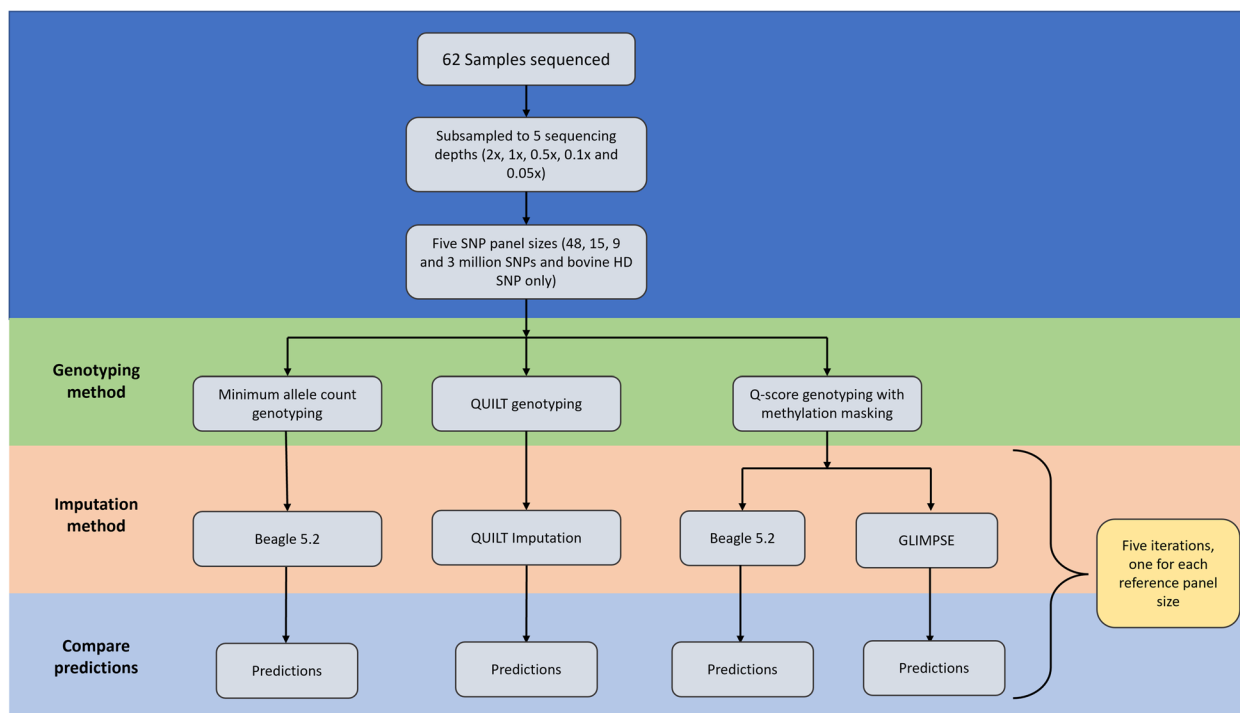 62 Samples sequenced
Subsampled to 5 sequencing
depths (2x, 1x, 0.5x, 0.1x and
0.05x)
Five SNP panel sizes (48, 15, 9
and 3 million SNPs and bovine HD
SNP only)
Genotyping
method
Minimum allele count
genotyping
QUILT genotyping
Q-score genotyping with
methylation masking
Imputation
method
Beagle 5.2
QUILT Imputation
Beagle 5.2
GLIMPSE
Five iterations,
one for each
reference panel
size
Compare
predictions
Predictions
Predictions
Predictions
Predictions